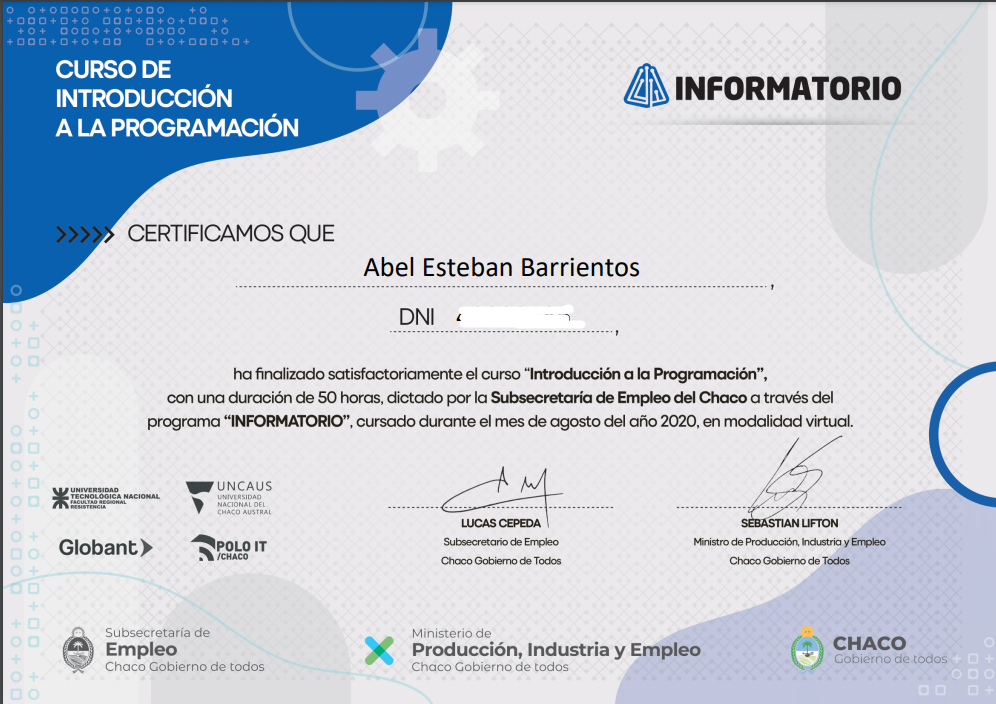 CURSO DE
INTRODUCCIÓN
A LA PROGRAMACIÓN
INFORMATORIO
CERTIFICAMOS QUE
Abel Esteban Barrientos,
DNI ,
ha finalizado satisfactoriamente el curso “Introducción a la Programación”,
con una duración de 50 horas, dictado por la Subsecretaría de Empleo del Chaco a través del
programa “INFORMATORIO”, cursado durante el mes de agosto del año 2020, en modalidad virtual.
UNIVERSIDAD
TECNOLÓGICA NACIONAL
FACULTAD REGIONAL
RESISTENCIA
UNCAUS
UNIVERSIDAD
NACIONAL DEL
CHACO AUSTRAL
Globant
POLO IT
/CHACO
LUCAS CEPEDA
Subsecretario de Empleo
Chaco Gobierno de Todos
SEBASTIAN LIFTON
Ministro de Producción, Industria y Empleo
Chaco Gobierno de Todos
Subsecretaría de
Empleo
Chaco Gobierno de todos
Ministerio de
Producción, Industria y Empleo
Chaco Gobierno de todos
CHACO
Gobierno de todos